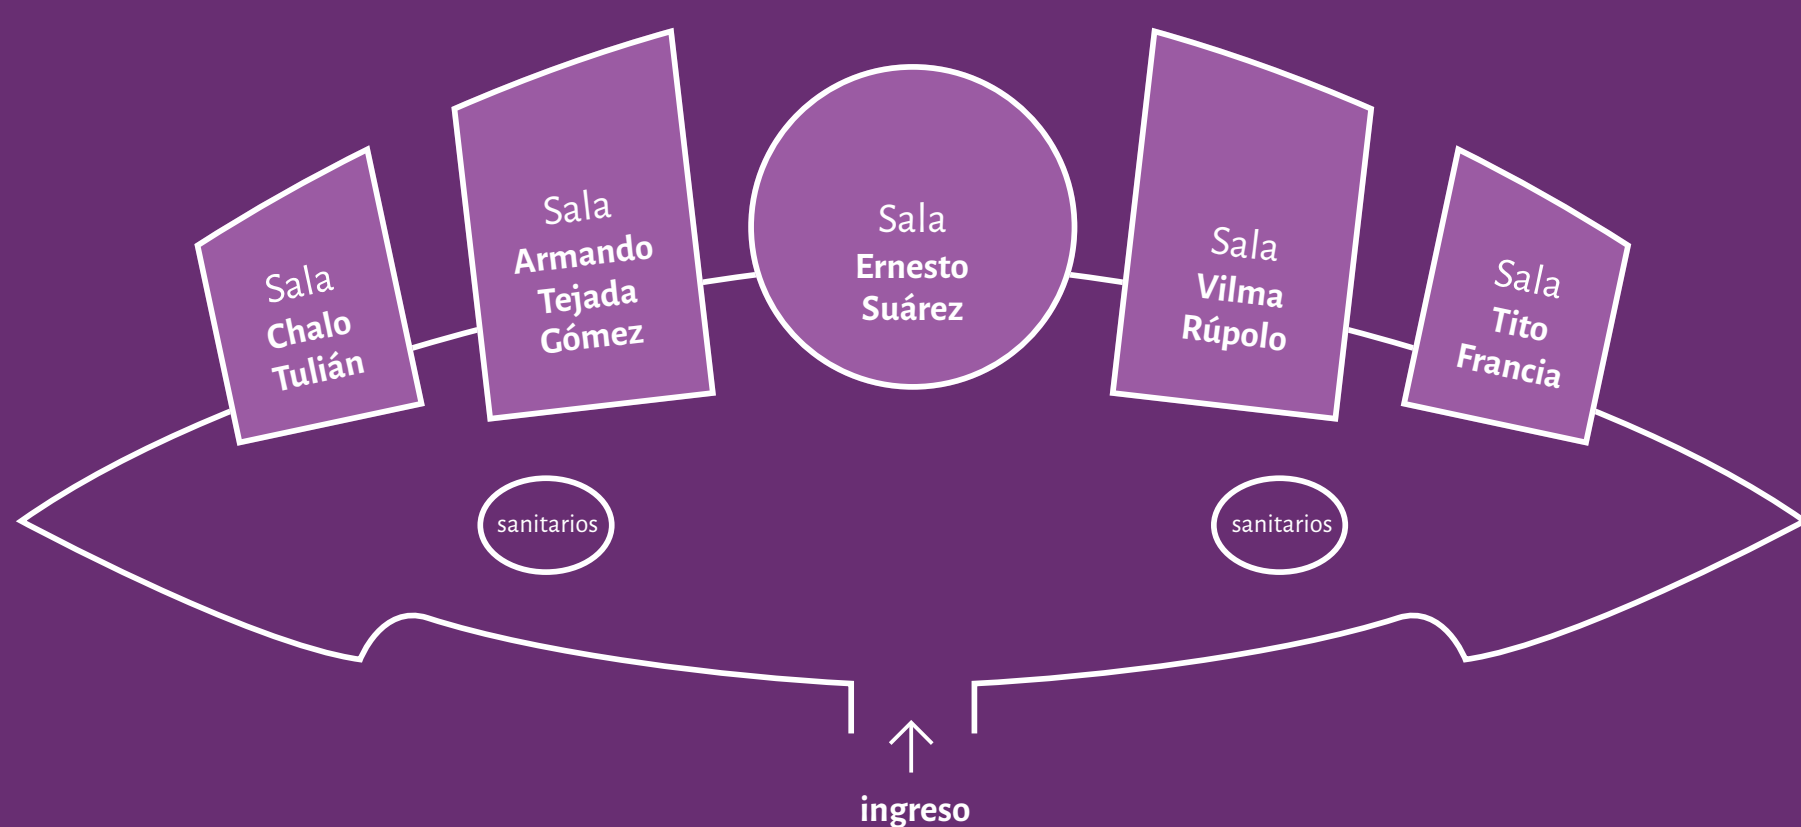 Sala
Chalo
Tulián
Sala
Armando
Tejada
Gómez
Sala
Ernesto
Suárez
Sala
Vilma
Rúpolo
Sala
Tito
Francia
sanitarios
sanitarios
ingreso